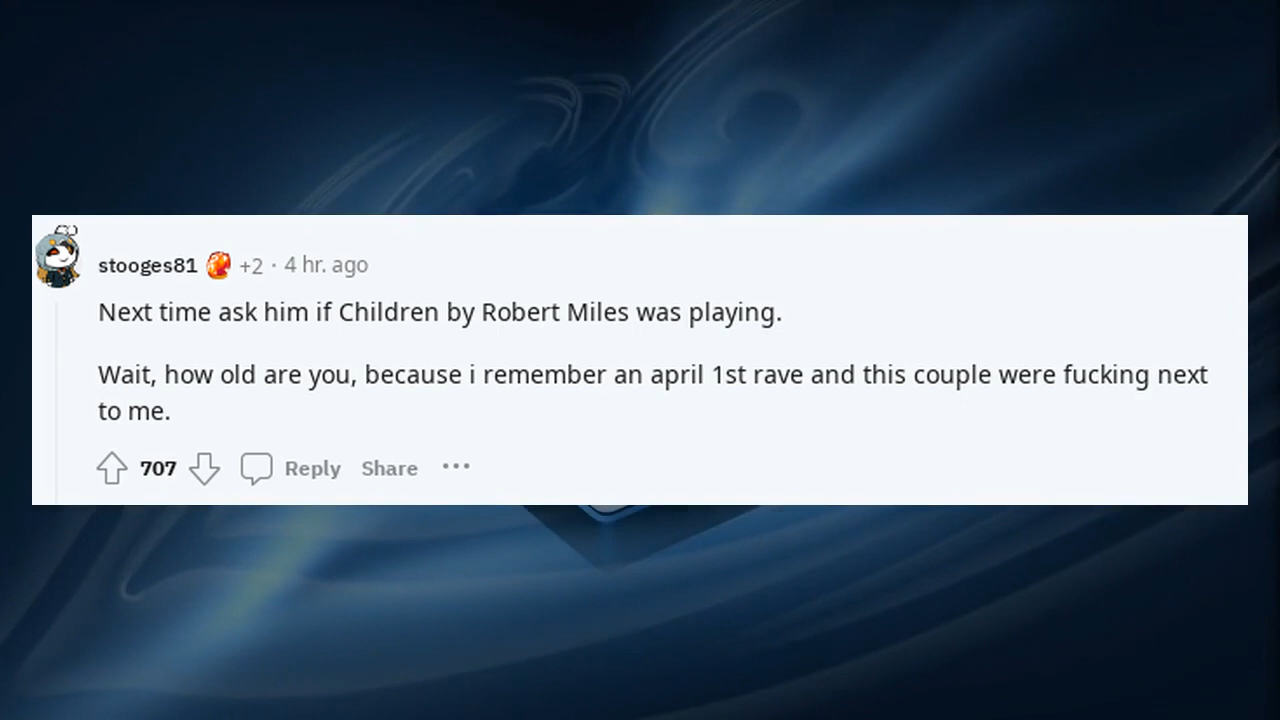 stooges81 +2 · 4 hr. ago
Next time ask him if Children by Robert Miles was playing.
Wait, how old are you, because i remember an april 1st rave and this couple were fucking next
to me.
707 Reply Share ···